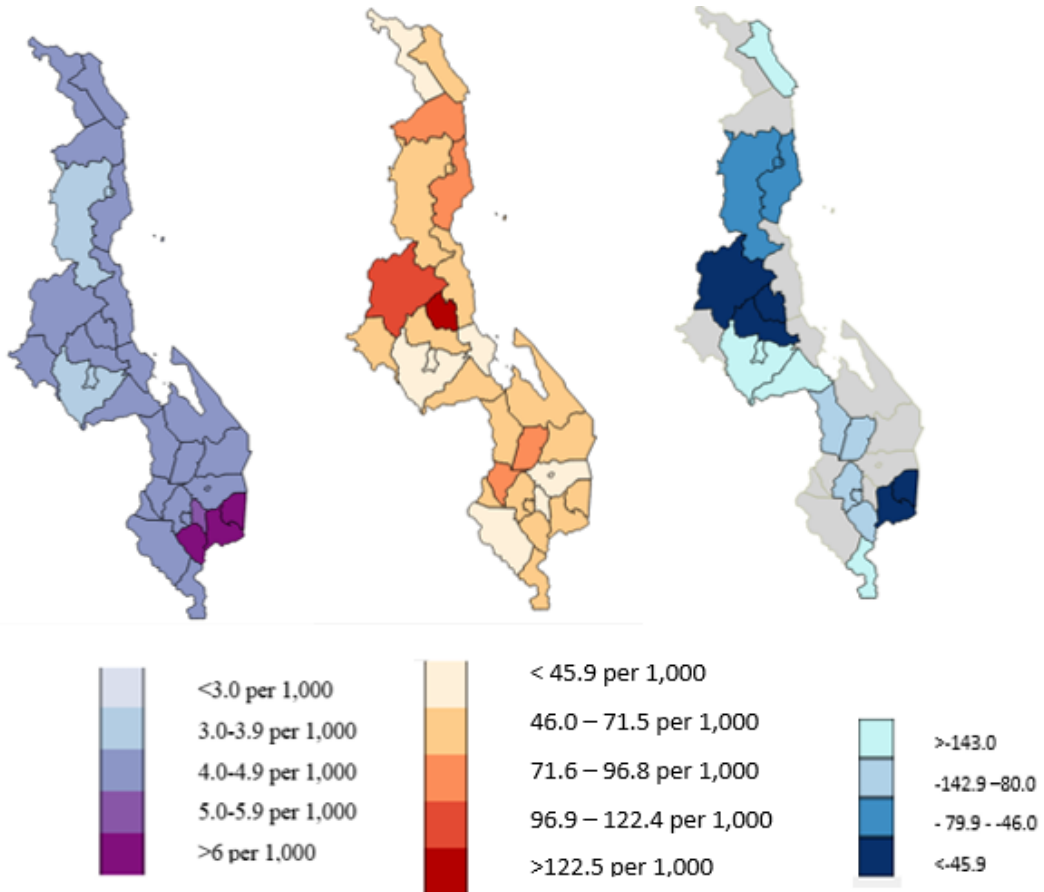 <3.0 per 1,000
3.0-3.9 per 1,000
4.0-4.9 per 1,000
5.0-5.9 per 1,000
>6 per 1,000
< 45.9 per 1,000
46.0 – 71.5 per 1,000
71.6 – 96.8 per 1,000
96.9 – 122.4 per 1,000
>122.5 per 1,000
>-143.0
-142.9 –80.0
- 79.9 - -46.0
<-45.9